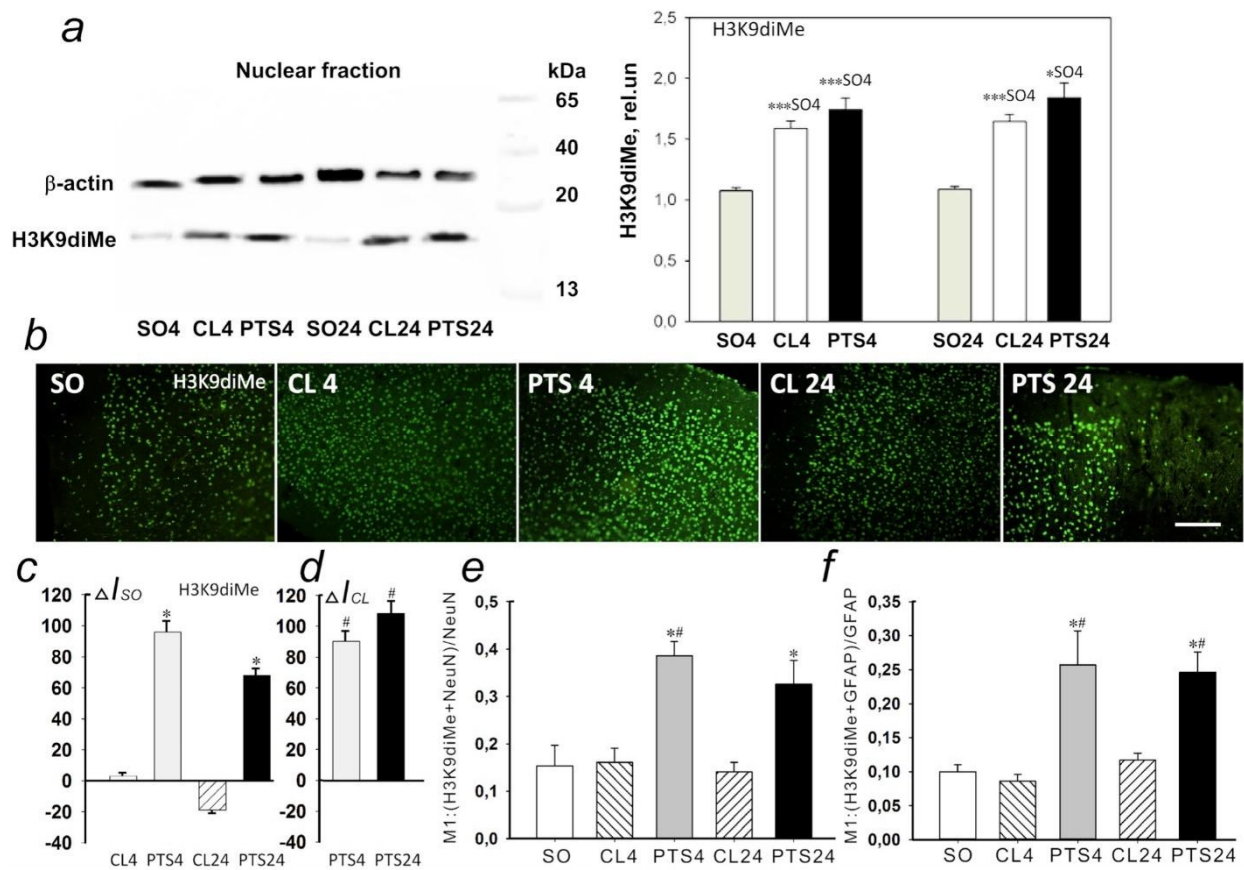 a
Nuclear fraction
kDa
65
40
β-actin
20
H3K9diMe
13
SO4 CL4 PTS4 SO24 CL24 PTS24
H3K9diMe
H3K9diMe, rel.un
2,5
2,0
1,5
1,0
0,5
0,0
***SO4
***SO4
***SO4
*SO4
SO4 CL4 PTS4 SO24 CL24 PTS24
b
SO H3K9diMe
CL 4
PTS 4
CL 24
PTS 24
c
△ISO H3K9diMe
120
100
80
60
40
20
0
-20
-40
*
*
CL4 PTS4 CL24 PTS24
d
△ICL
120
100
80
60
40
20
0
-20
-40
#
#
PTS4 PTS24
e
M1:(H3K9diMe+NeuN)/NeuN
0,5
0,4
0,3
0,2
0,1
0,0
*#
*
SO CL4 PTS4 CL24 PTS24
f
M1:(H3K9diMe+GFAP)/GFAP
0,35
0,30
0,25
0,20
0,15
0,10
0,05
0,00
*#
*#
SO CL4 PTS4 CL24 PTS24